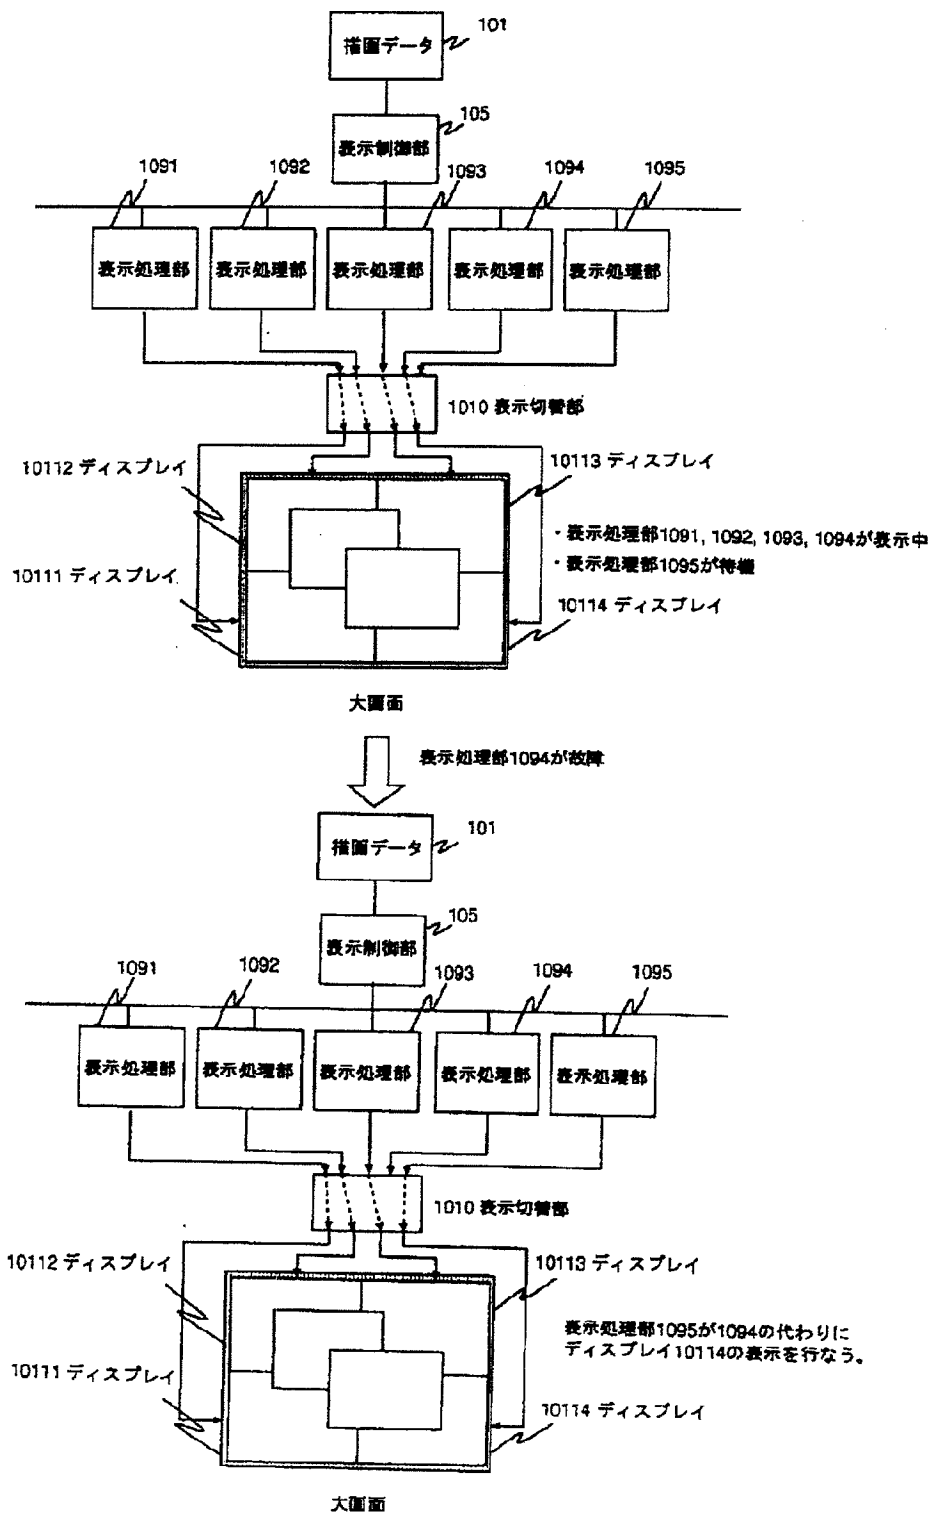 101
描画データ
105
表示制御部
1091
1092
1093
1094
1095
表示処理部
表示処理部
表示処理部
表示処理部
表示処理部
1010 表示切替部
10112 ディスプレイ
10113 ディスプレイ
・表示処理部1091, 1092, 1093, 1094が表示中
・表示処理部1095が待機
10111 ディスプレイ
10114 ディスプレイ
大画面
表示処理部1094が故障
101
描画データ
105
表示制御部
1091
1092
1093
1094
1095
表示処理部
表示処理部
表示処理部
表示処理部
表示処理部
1010 表示切替部
10112 ディスプレイ
10113 ディスプレイ
表示処理部1095が1094の代わりに
ディスプレイ10114の表示を行なう。
10111 ディスプレイ
10114 ディスプレイ
大画面